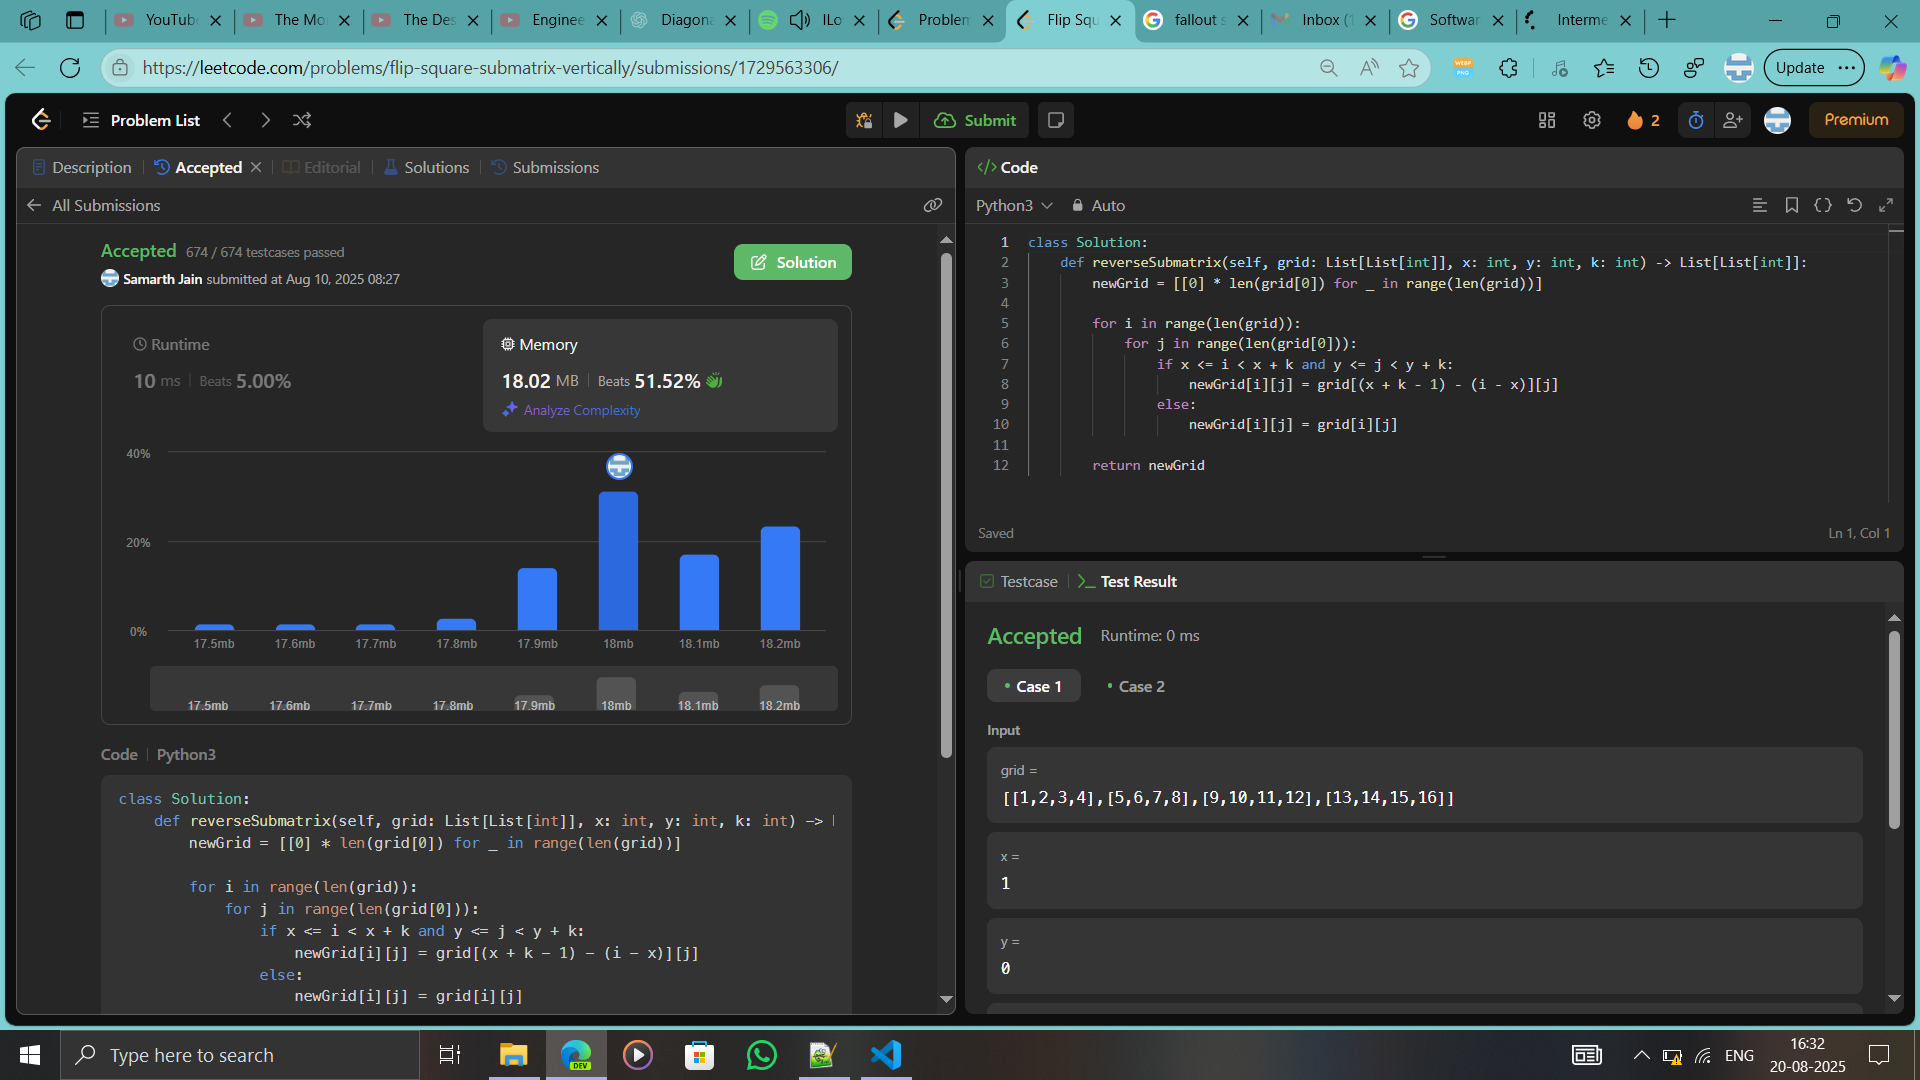 YouTube
The Mo
The Des
Enginee
Diagona
ILo
Problem
Flip Squ
fallout s
Inbox (1
Softwar
Interme
https://leetcode.com/problems/flip-square-submatrix-vertically/submissions/1729563306/
Update
Problem List
Submit
2
Premium
Description
Accepted
Editorial
Solutions
Submissions
All Submissions
Accepted 674 / 674 testcases passed
Samarth Jain submitted at Aug 10, 2025 08:27
Solution
Runtime
10 ms | Beats 5.00%
Memory
18.02 MB | Beats 51.52%
Analyze Complexity
40%
20%
0%
17.5mb 17.6mb 17.7mb 17.8mb 17.9mb 18mb 18.1mb 18.2mb
17.5mb 17.6mb 17.7mb 17.8mb 17.9mb 18mb 18.1mb 18.2mb
Code | Python3
class Solution:
    def reverseSubmatrix(self, grid: List[List[int]], x: int, y: int, k: int) -> 
        newGrid = [[0] * len(grid[0]) for _ in range(len(grid))]
        for i in range(len(grid)):
            for j in range(len(grid[0])):
                if x <= i < x + k and y <= j < y + k:
                    newGrid[i][j] = grid[(x + k - 1) - (i - x)][j]
                else:
                    newGrid[i][j] = grid[i][j]
</> Code
Python3
Auto
1 class Solution:
2     def reverseSubmatrix(self, grid: List[List[int]], x: int, y: int, k: int) -> List[List[int]]:
3         newGrid = [[0] * len(grid[0]) for _ in range(len(grid))]
4
5         for i in range(len(grid)):
6             for j in range(len(grid[0])):
7                 if x <= i < x + k and y <= j < y + k:
8                     newGrid[i][j] = grid[(x + k - 1) - (i - x)][j]
9                 else:
10                     newGrid[i][j] = grid[i][j]
11
12         return newGrid
Saved
Ln 1, Col 1
Testcase
Test Result
Accepted Runtime: 0 ms
Case 1
Case 2
Input
grid =
[[1,2,3,4],[5,6,7,8],[9,10,11,12],[13,14,15,16]]
x =
1
y =
0
Type here to search
DEV
ENG
16:32
20-08-2025